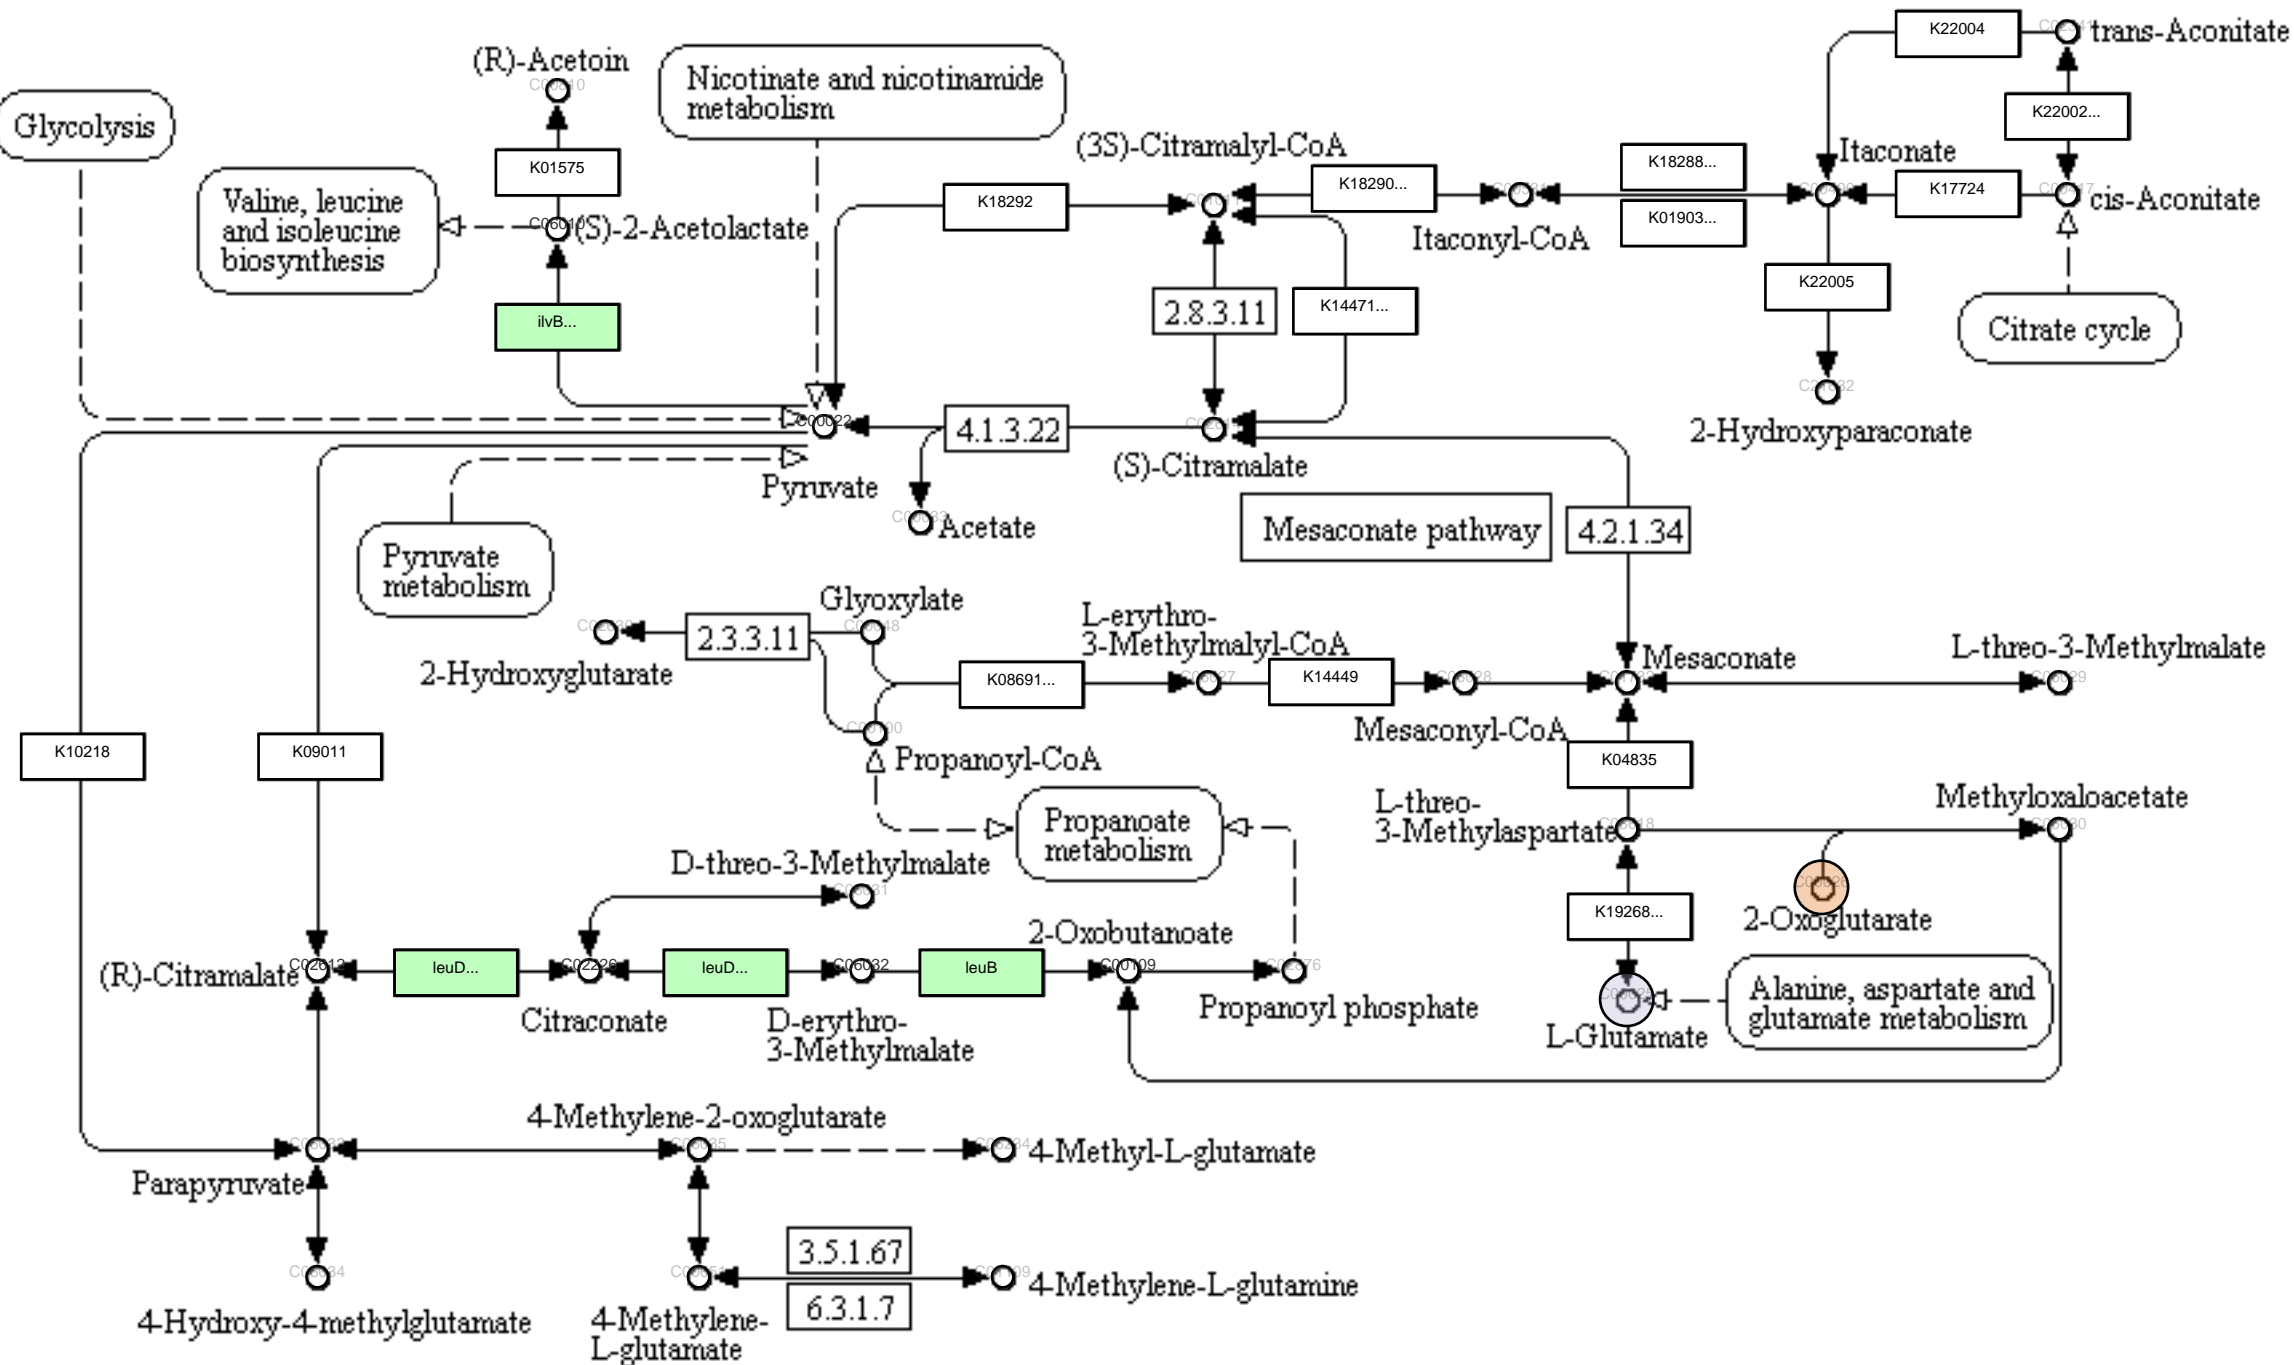 K22004
trans-Aconitate
(R)-Acetoin
Nicotinate and nicotinamide
metabolism
Glycolysis
K22002...
(3S)-Citramalyl-CoA
K18288...
Itaconate
K01575
K18290...
K17724
cis-Aconitate
Valine, leucine
and isoleucine
biosynthesis
(S)-2-Acetolactate
K18292
K01903...
Itaconyl-CoA
K22005
ilvB...
2.8.3.11
K14471...
Citrate cycle
C00022
4.1.3.22
2-Hydroxyparaconate
(S)-Citramalate
Pyruvate
Acetate
Mesaconate pathway
4.2.1.34
Pyruvate
metabolism
Glyoxylate
2.3.3.11
L-erythro-
3-Methylmalyl-CoA
Mesaconate
L-threo-3-Methylmalate
2-Hydroxyglutarate
K08691...
K14449
Mesaconyl-CoA
K10218
K09011
Propanoyl-CoA
K04835
Methyloxaloacetate
L-threo-
3-Methylaspartate
Propanoate
metabolism
D-threo-3-Methylmalate
K19268...
2-Oxoglutarate
2-Oxobutanoate
(R)-Citramalate
leuD...
leuD...
C06032
leuB
C00109
Citraconate
D-erythro-
3-Methylmalate
Propanoyl phosphate
L-Glutamate
Alanine, aspartate and
glutamate metabolism
4-Methylene-2-oxoglutarate
4-Methyl-L-glutamate
Parapyruvate
3.5.1.67
4-Methylene-L-glutamine
6.3.1.7
4-Hydroxy-4-methylglutamate
4-Methylene-
L-glutamate